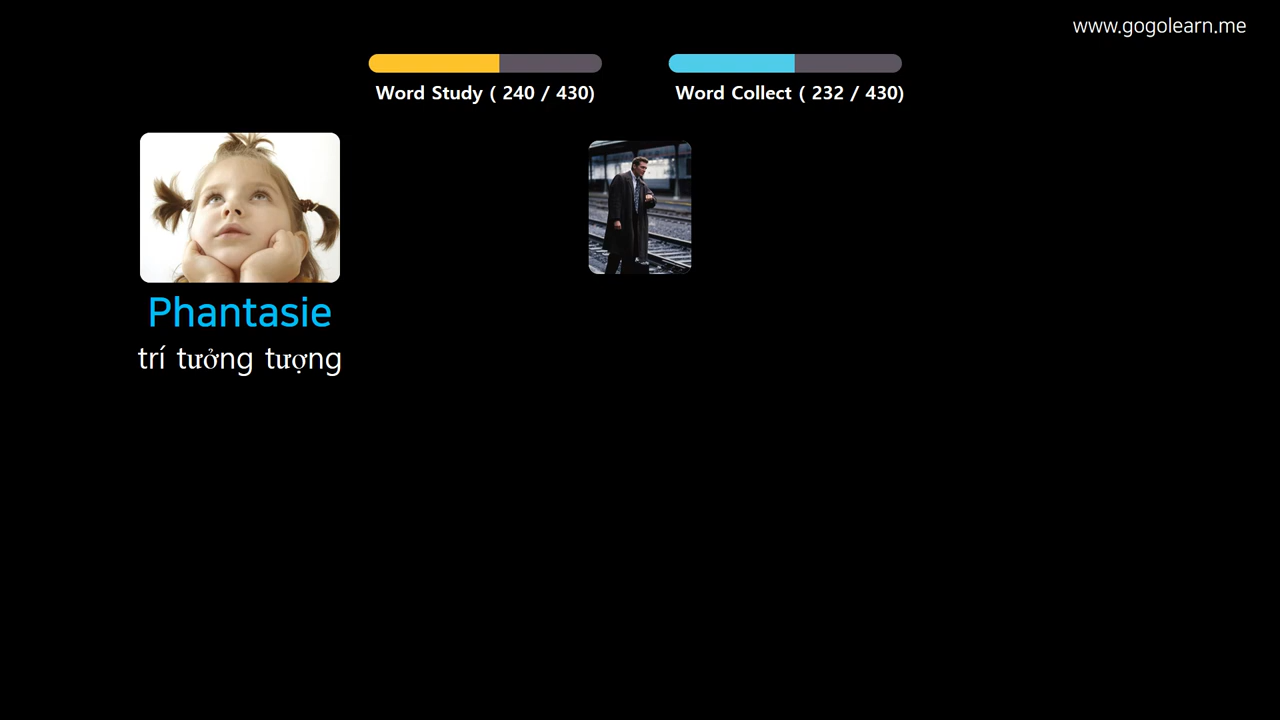 www.gogolearn.me
Word Study ( 240 / 430)
Word Collect ( 232 / 430)
Phantasie
trí tưởng tượng